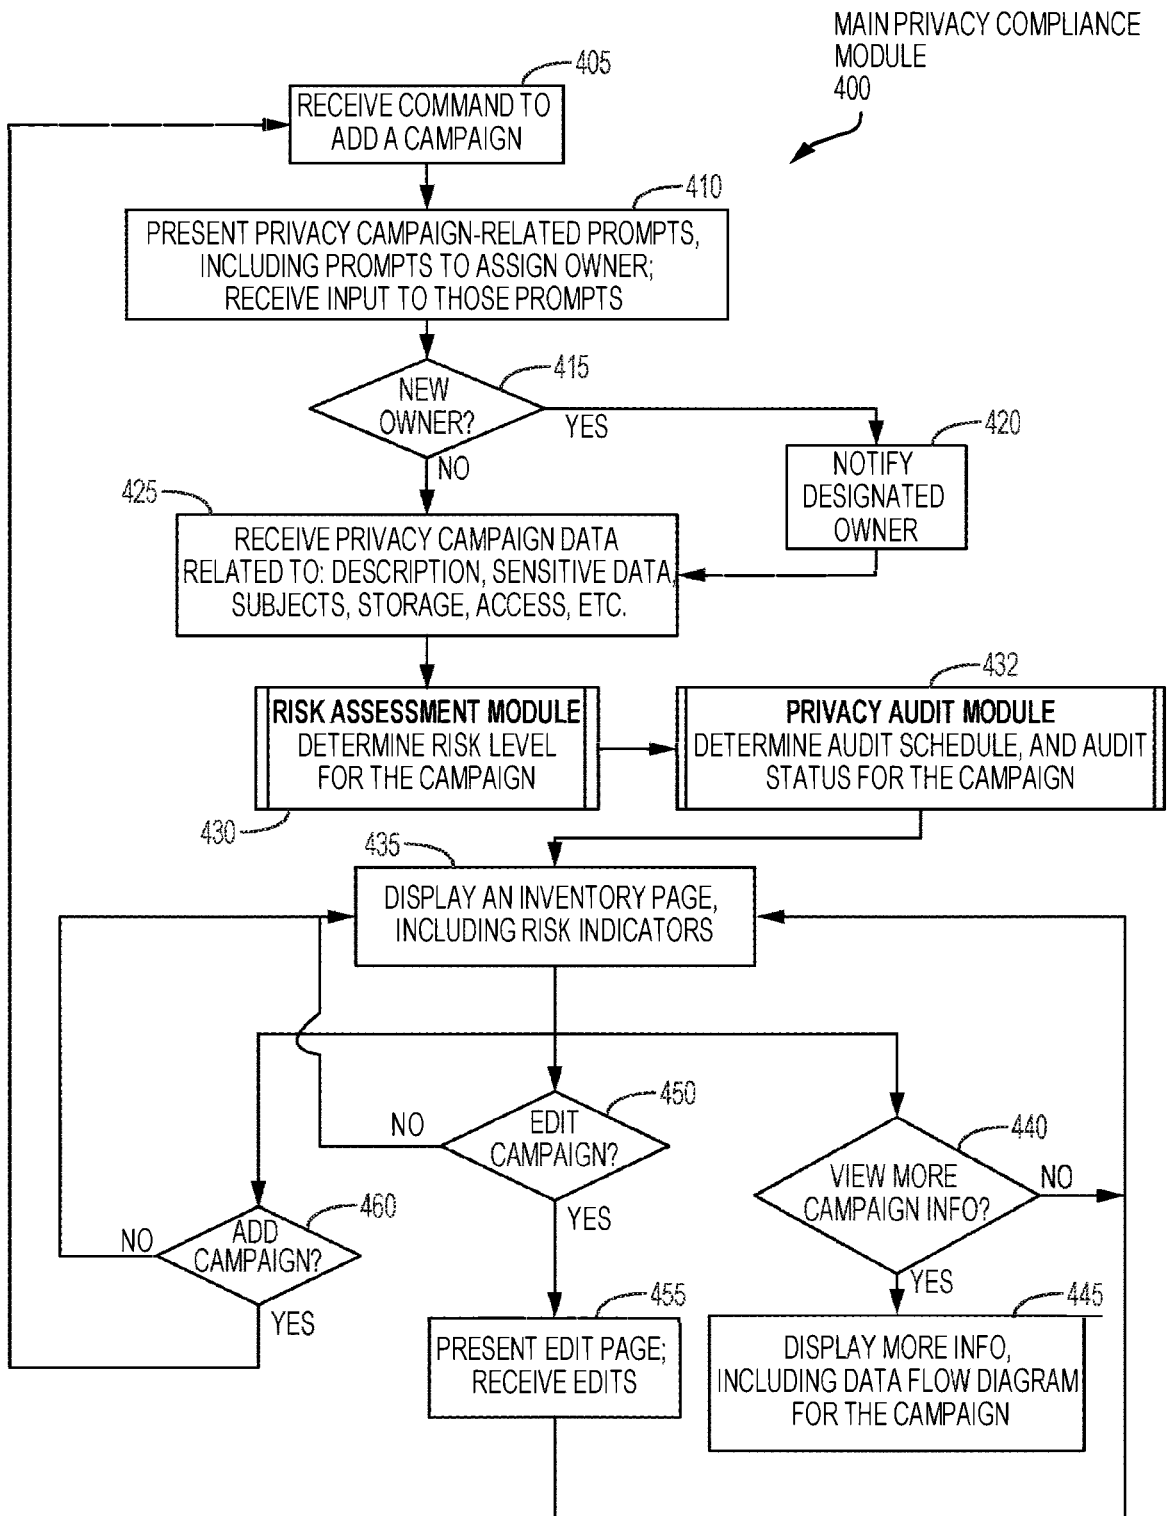 MAIN PRIVACY COMPLIANCE
MODULE
400
405
RECEIVE COMMAND TO
ADD A CAMPAIGN
410
PRESENT PRIVACY CAMPAIGN-RELATED PROMPTS,
INCLUDING PROMPTS TO ASSIGN OWNER;
RECEIVE INPUT TO THOSE PROMPTS
415
NEW
OWNER?
YES
NO
420
NOTIFY
DESIGNATED
OWNER
425
RECEIVE PRIVACY CAMPAIGN DATA
RELATED TO: DESCRIPTION, SENSITIVE DATA,
SUBJECTS, STORAGE, ACCESS, ETC.
RISK ASSESSMENT MODULE
DETERMINE RISK LEVEL
FOR THE CAMPAIGN
430
432
PRIVACY AUDIT MODULE
DETERMINE AUDIT SCHEDULE, AND AUDIT
STATUS FOR THE CAMPAIGN
435
DISPLAY AN INVENTORY PAGE,
INCLUDING RISK INDICATORS
450
EDIT
CAMPAIGN?
NO
YES
440
VIEW MORE
CAMPAIGN INFO?
NO
YES
460
ADD
CAMPAIGN?
NO
YES
455
PRESENT EDIT PAGE;
RECEIVE EDITS
445
DISPLAY MORE INFO,
INCLUDING DATA FLOW DIAGRAM
FOR THE CAMPAIGN